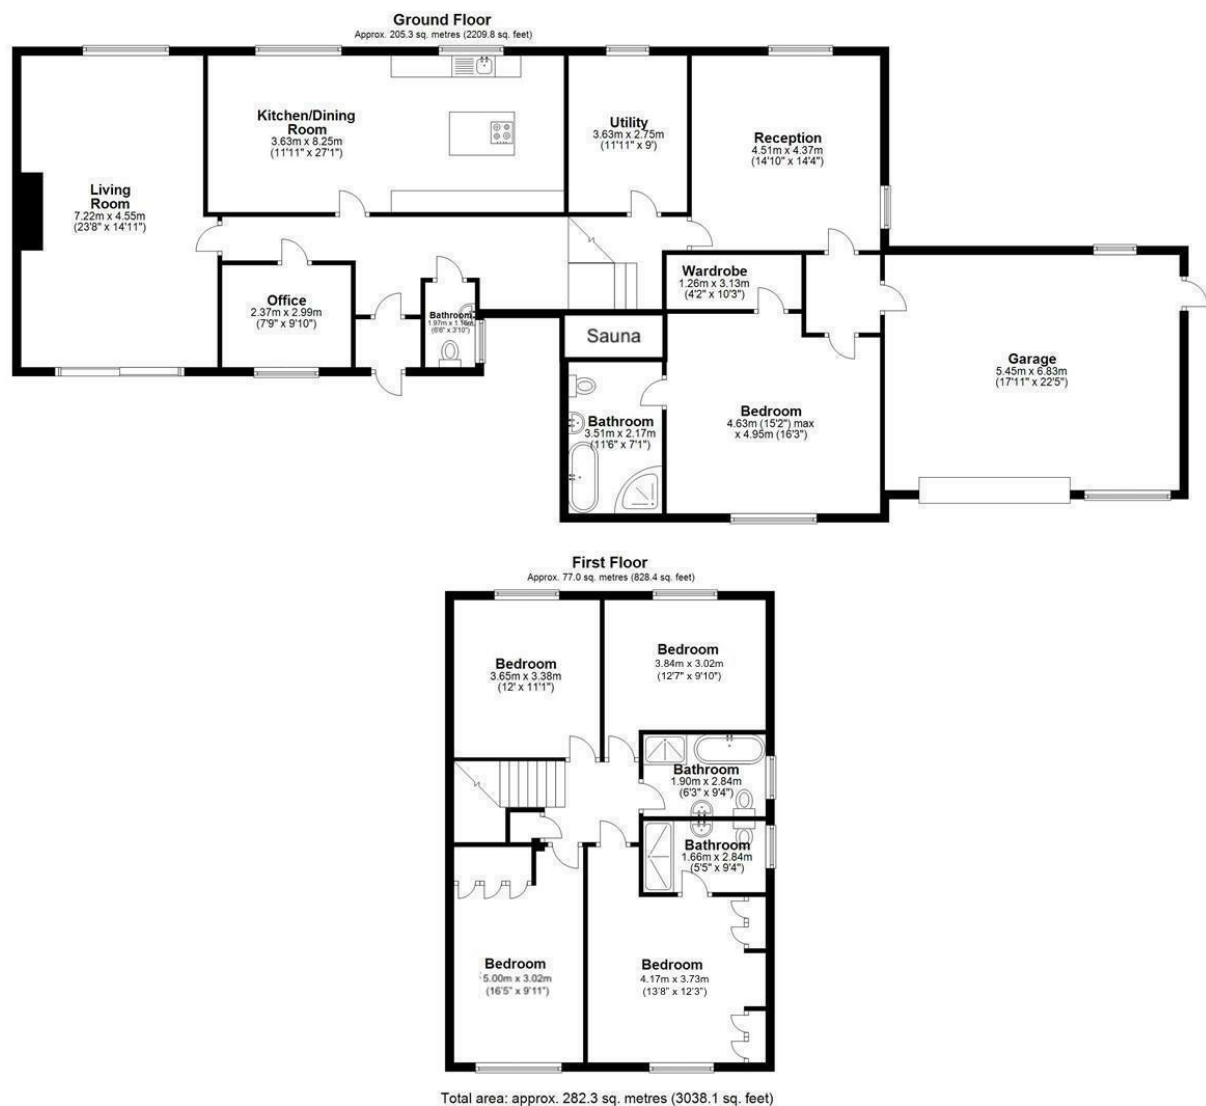 Ground Floor
Approx. 205.3 sq. metres (2209.8 sq. feet)
Kitchen/Dining
Room
3.63m x 8.25m
(11'11" x 27'1")
Utility
3.63m x 2.75m
(11'11" x 9')
Reception
4.51m x 4.37m
(14'10" x 14'4")
Living
Room
7.22m x 4.55m
(23'8" x 14'11")
Office
2.37m x 2.99m
(7'9" x 9'10")
Bathroom
(6'6" x 3'10")
Wardrobe
1.26m x 3.13m
(4'2" x 10'3")
Sauna
Bathroom
3.51m x 2.17m
(11'6" x 7'1")
Bedroom
4.63m (15'2") max
x 4.95m (16'3")
Garage
5.45m x 6.83m
(17'11" x 22'5")
First Floor
Approx. 77.0 sq. metres (828.4 sq. feet)
Bedroom
3.65m x 3.38m
(12' x 11'1")
Bedroom
3.84m x 3.02m
(12'7" x 9'10")
Bathroom
1.90m x 2.84m
(6'3" x 9'4")
Bathroom
1.66m x 2.84m
(5'5" x 9'4")
Bedroom
5.00m x 3.02m
(16'5" x 9'11")
Bedroom
4.17m x 3.73m
(13'8" x 12'3")
Total area: approx. 282.3 sq. metres (3038.1 sq. feet)